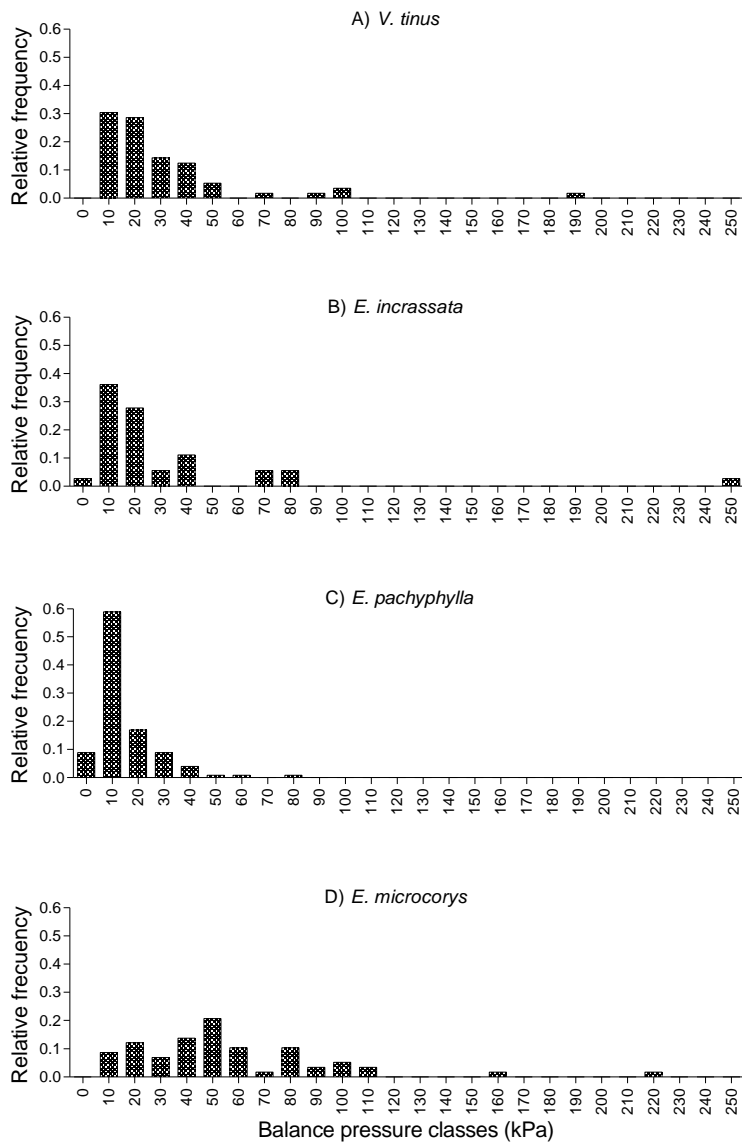 A) V. tinus
Relative frequency
0.6
0.5
0.4
0.3
0.2
0.1
0.0
0 10 20 30 40 50 60 70 80 90 100 110 120 130 140 150 160 170 180 190 200 210 220 230 240 250
B) E. incrassata
Relative frequency
0.6
0.5
0.4
0.3
0.2
0.1
0.0
0 10 20 30 40 50 60 70 80 90 100 110 120 130 140 150 160 170 180 190 200 210 220 230 240 250
C) E. pachyphylla
Relative frecuency
0.6
0.5
0.4
0.3
0.2
0.1
0.0
0 10 20 30 40 50 60 70 80 90 100 110 120 130 140 150 160 170 180 190 200 210 220 230 240 250
D) E. microcorys
Relative frecuency
0.6
0.5
0.4
0.3
0.2
0.1
0.0
0 10 20 30 40 50 60 70 80 90 100 110 120 130 140 150 160 170 180 190 200 210 220 230 240 250
Balance pressure classes (kPa)